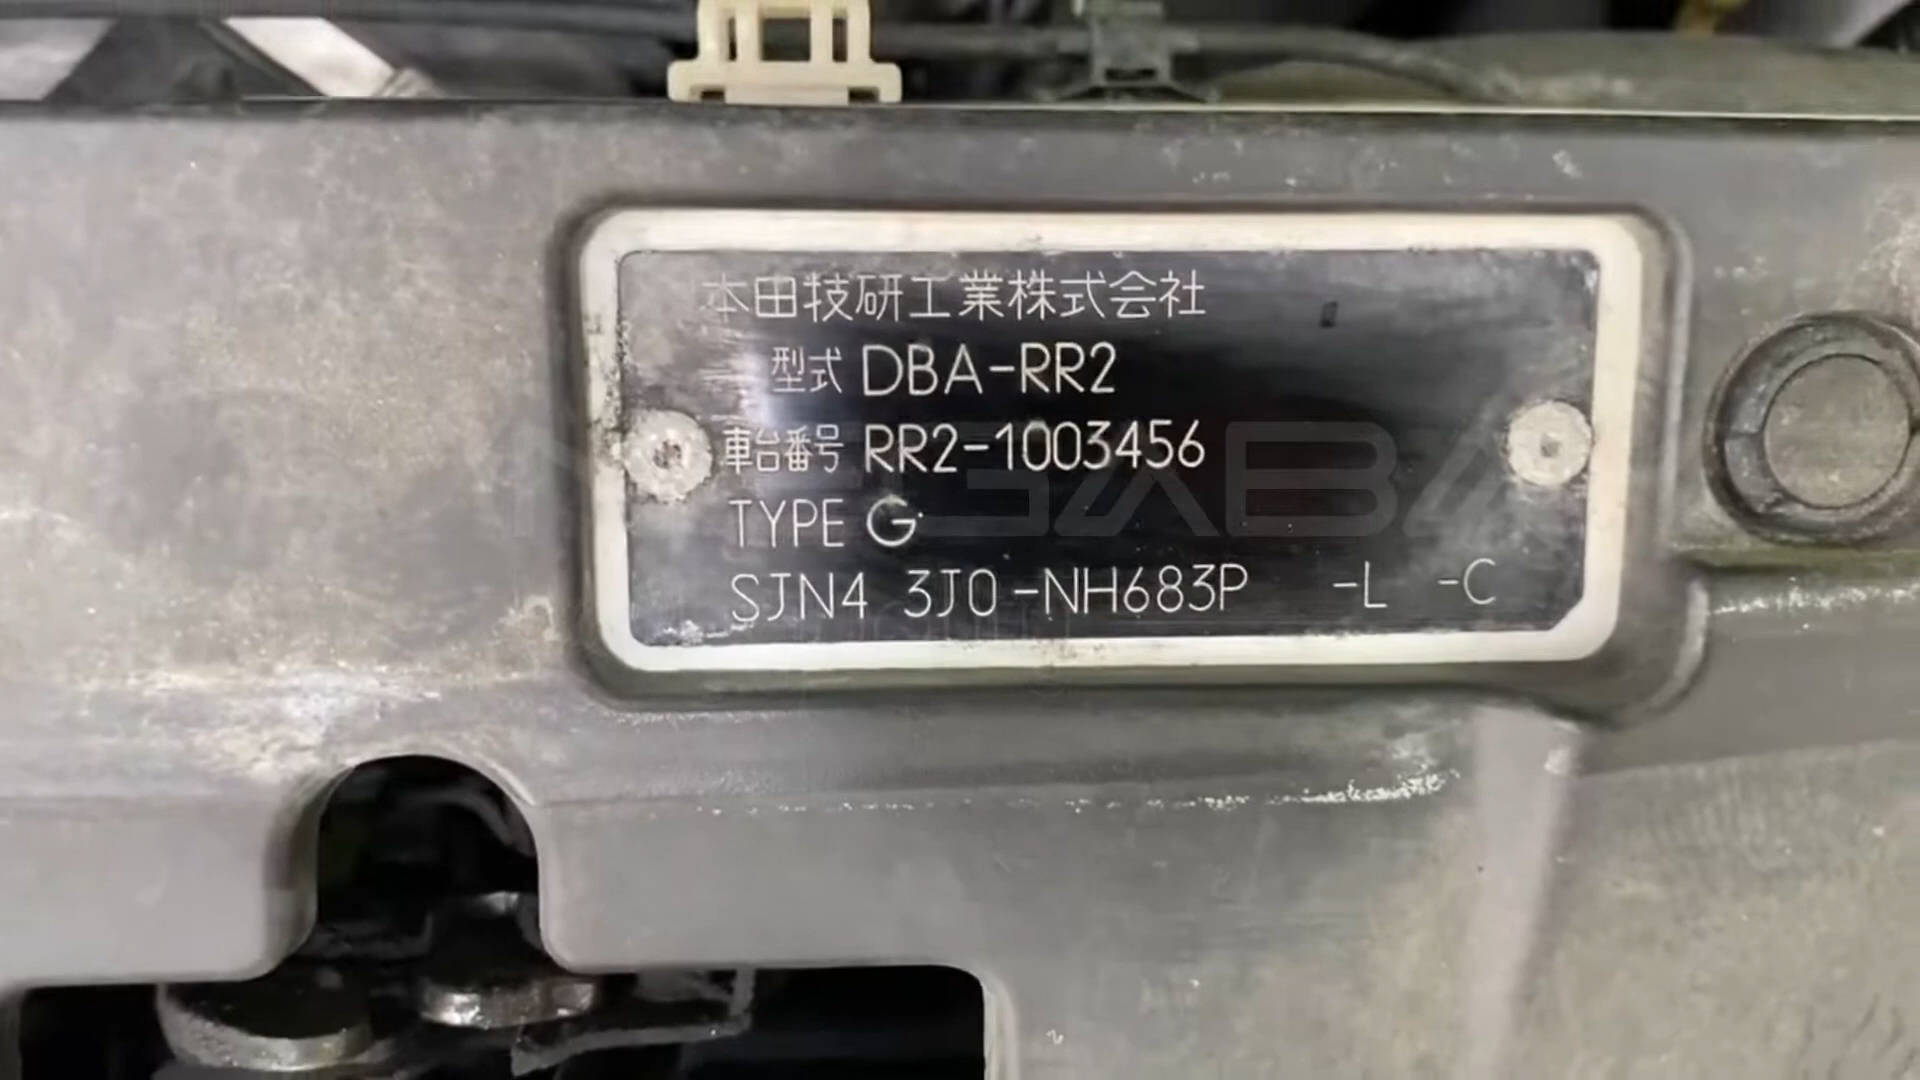 本田技研工業株式会社
型式 DBA-RR2
車台番号 RR2-1003456
TYPE G
SJN4 3J0-NH683P -L -C